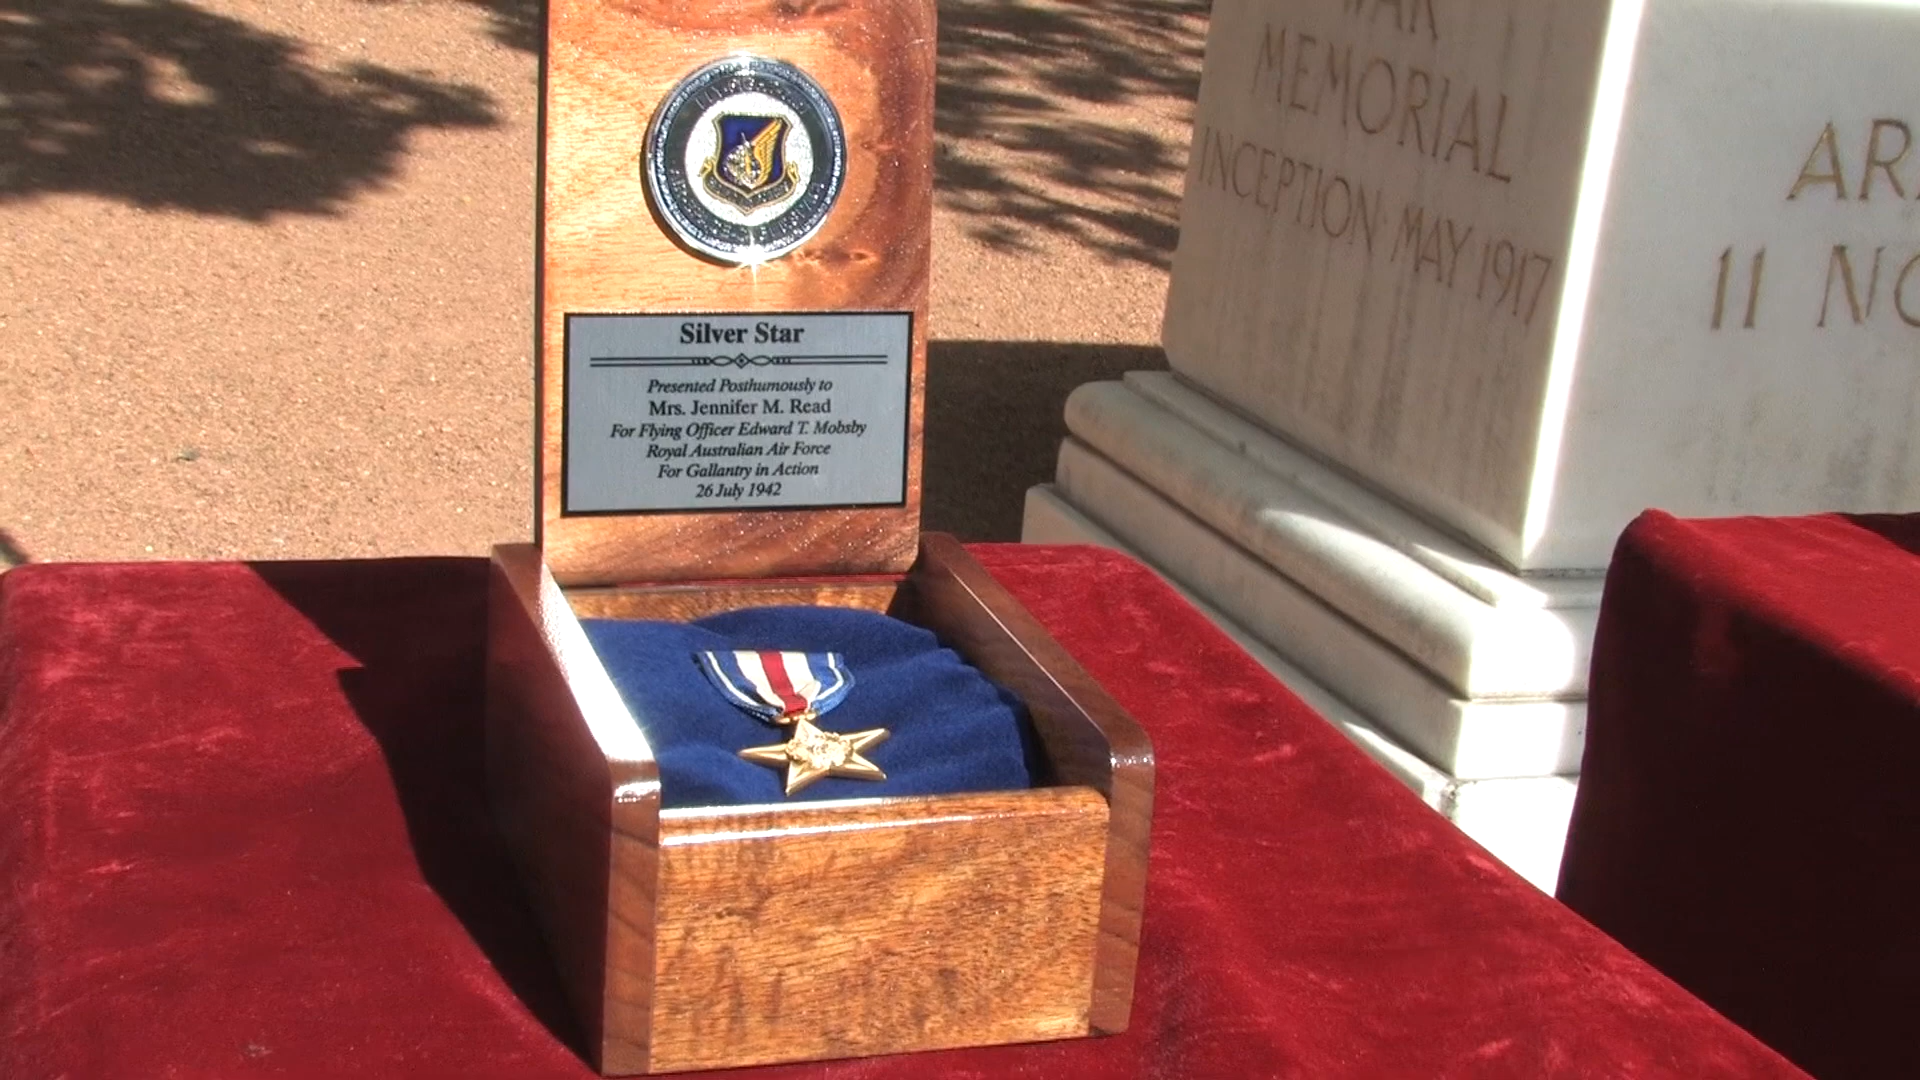 Silver Star
Presented Posthumously to
Mrs. Jennifer M. Read
For Flying Officer Edward T. Mobsby
Royal Australian Air Force
For Gallantry in Action
26 July 1942
WAR
MEMORIAL
INCEPTION MAY 1917
11